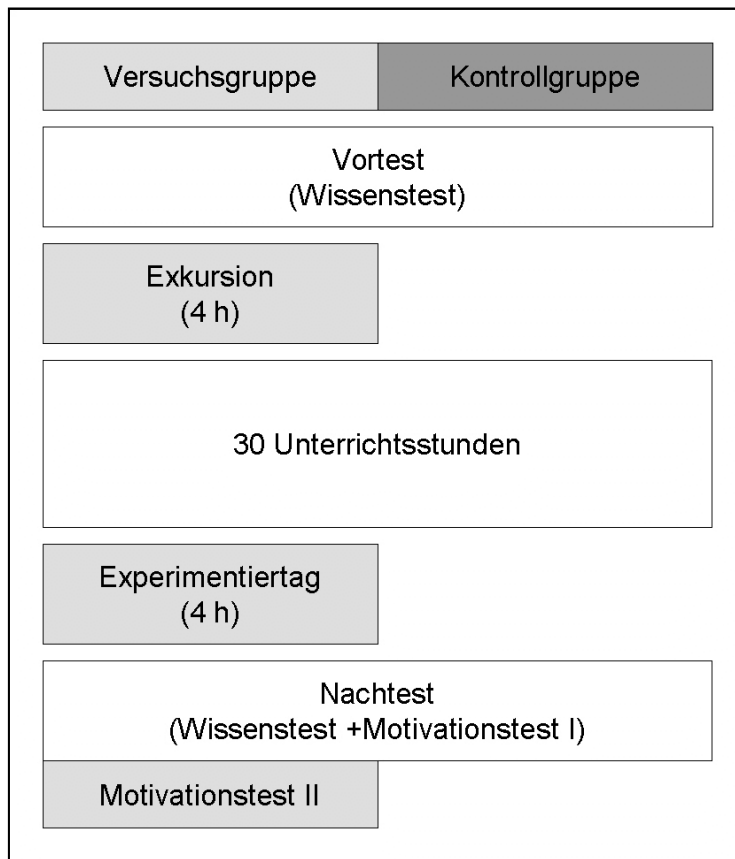 Versuchsgruppe
Kontrollgruppe
Vortest
(Wissenstest)
Exkursion
(4 h)
30 Unterrichtsstunden
Experimentiertag
(4 h)
Nachtest
(Wissenstest +Motivationstest I)
Motivationstest II